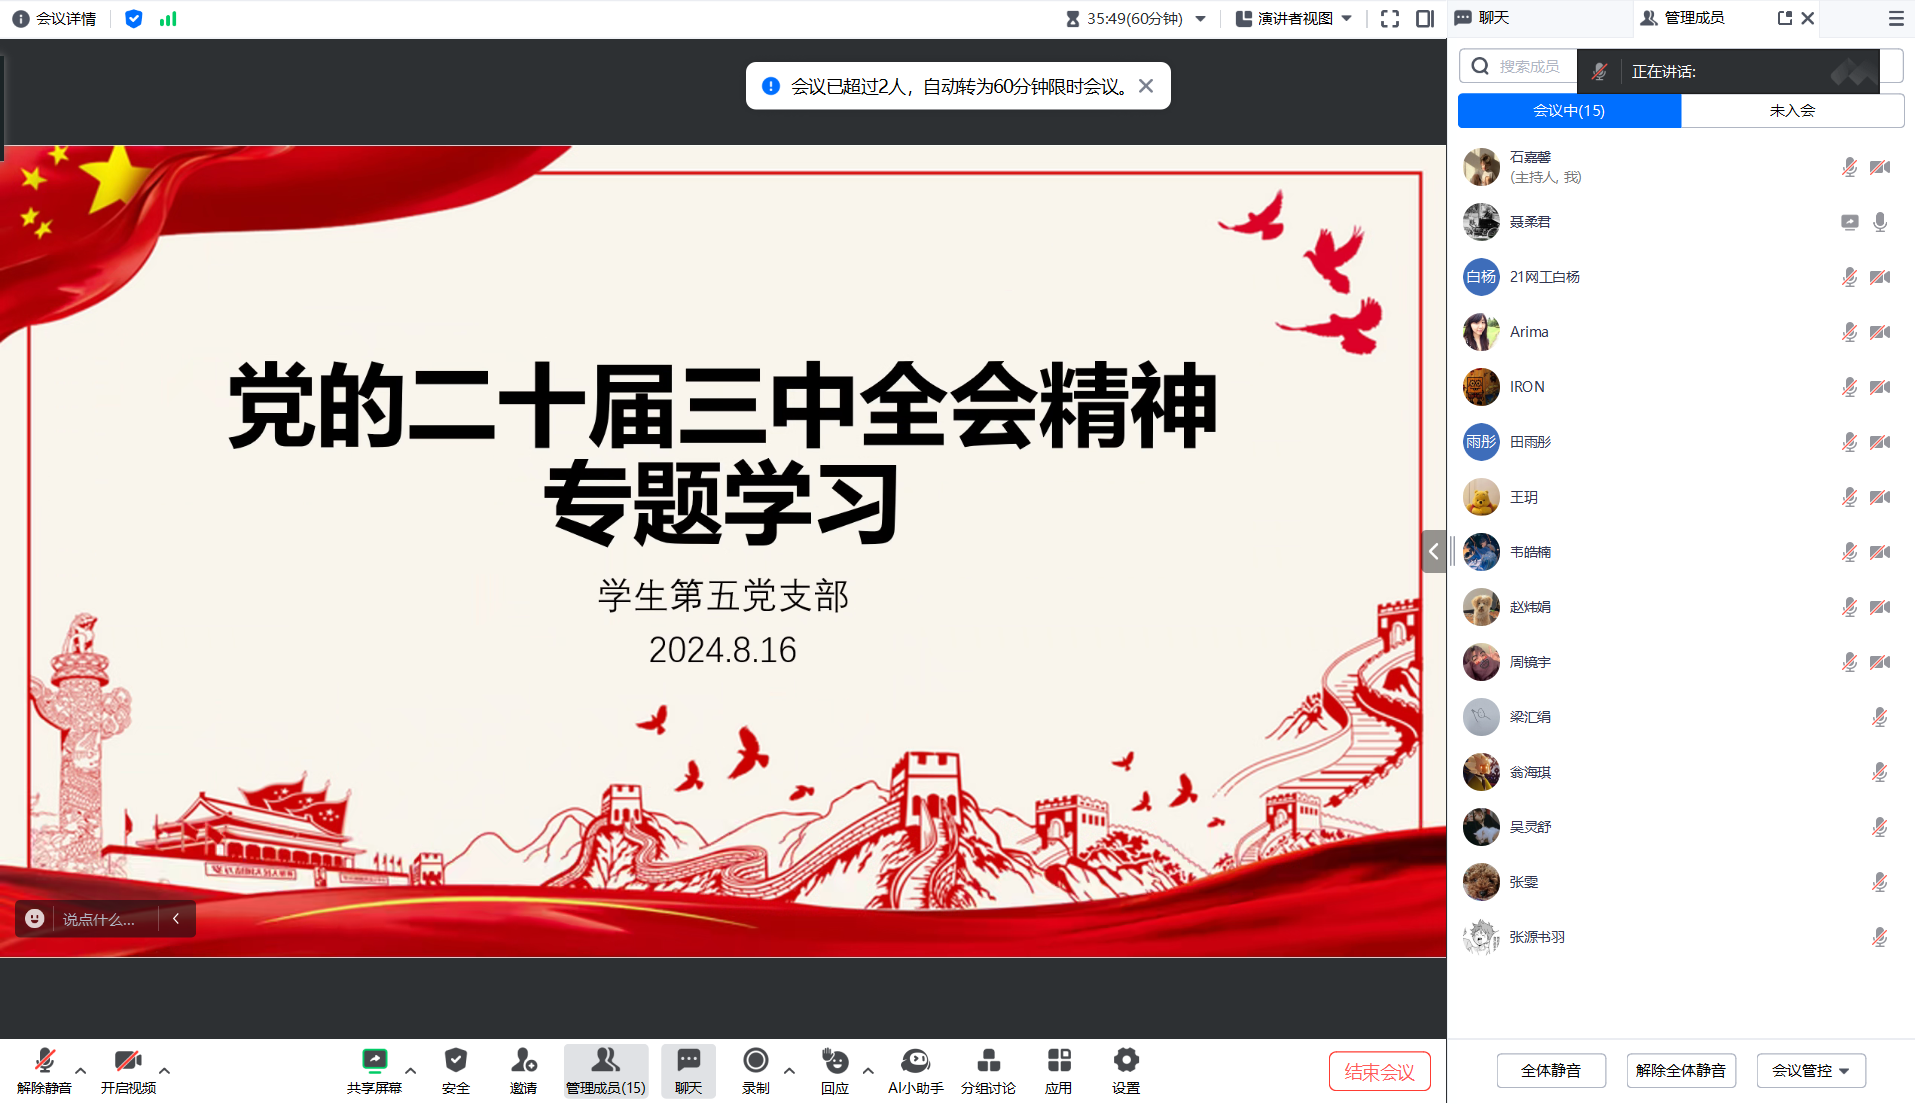 会议详情
35:49(60分钟)
演讲者视图
聊天
管理成员
会议已超过2人，自动转为60分钟限时会议。
搜索成员
正在讲话:
会议中(15)
未入会
党的二十届三中全会精神
专题学习
学生第五党支部
2024.8.16
说点什么...
石嘉馨
(主持人, 我)
聂柔君
白杨
21网工白杨
Arima
IRON
雨彤
田雨彤
王玥
韦皓楠
赵炜娟
周镜宇
梁汇绢
翁海琪
吴灵舒
张雯
张源书羽
解除静音
开启视频
共享屏幕
安全
邀请
管理成员(15)
聊天
录制
回应
AI小助手
分组讨论
应用
设置
结束会议
全体静音
解除全体静音
会议管控